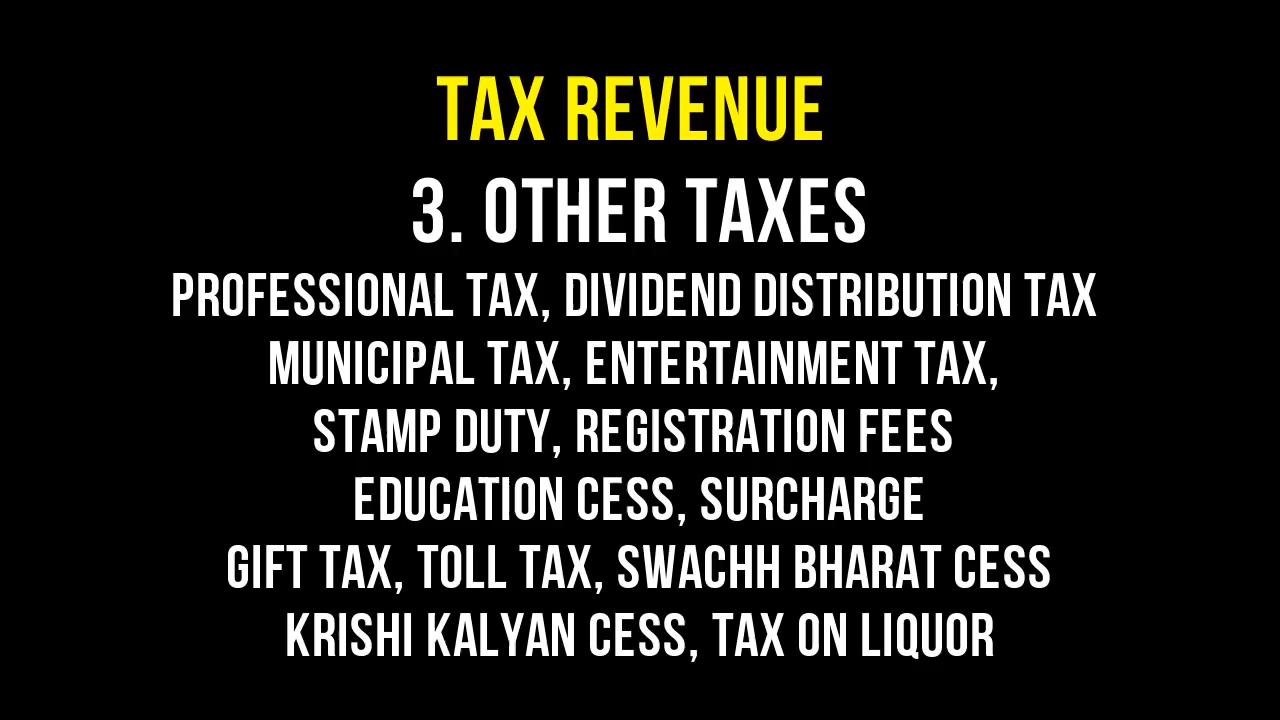 TAX REVENUE
3. OTHER TAXES
PROFESSIONAL TAX, DIVIDEND DISTRIBUTION TAX
MUNICIPAL TAX, ENTERTAINMENT TAX,
STAMP DUTY, REGISTRATION FEES
EDUCATION CESS, SURCHARGE
GIFT TAX, TOLL TAX, SWACHH BHARAT CESS
KRISHI KALYAN CESS, TAX ON LIQUOR